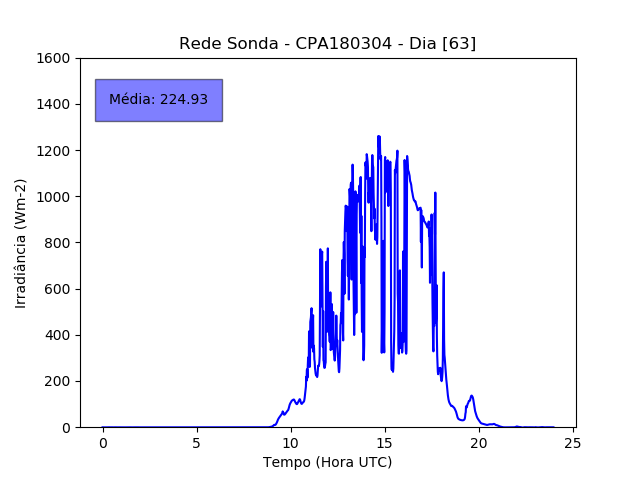 Rede Sonda - CPA180304 - Dia [63]
1600
1400
1200
1000
800
600
400
200
0
Média: 224.93
Irradiância (Wm-2)
0 5 10 15 20 25
Tempo (Hora UTC)